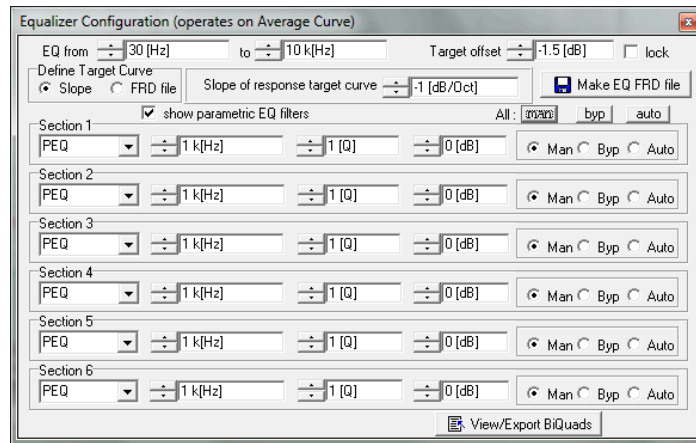 Equalizer Configuration (operates on Average Curve)
EQ from 30 [Hz] to 10 k[Hz] Target offset -1.5 [dB] lock
Define Target Curve
Slope FRD file Slope of response target curve -1 [dB/Oct] Make EQ FRD file
show parametric EQ filters All : man byp auto
Section 1
PEQ 1 k[Hz] 1 [Q] 0 [dB] Man Byp Auto
Section 2
PEQ 1 k[Hz] 1 [Q] 0 [dB] Man Byp Auto
Section 3
PEQ 1 k[Hz] 1 [Q] 0 [dB] Man Byp Auto
Section 4
PEQ 1 k[Hz] 1 [Q] 0 [dB] Man Byp Auto
Section 5
PEQ 1 k[Hz] 1 [Q] 0 [dB] Man Byp Auto
Section 6
PEQ 1 k[Hz] 1 [Q] 0 [dB] Man Byp Auto
View/Export BiQuads